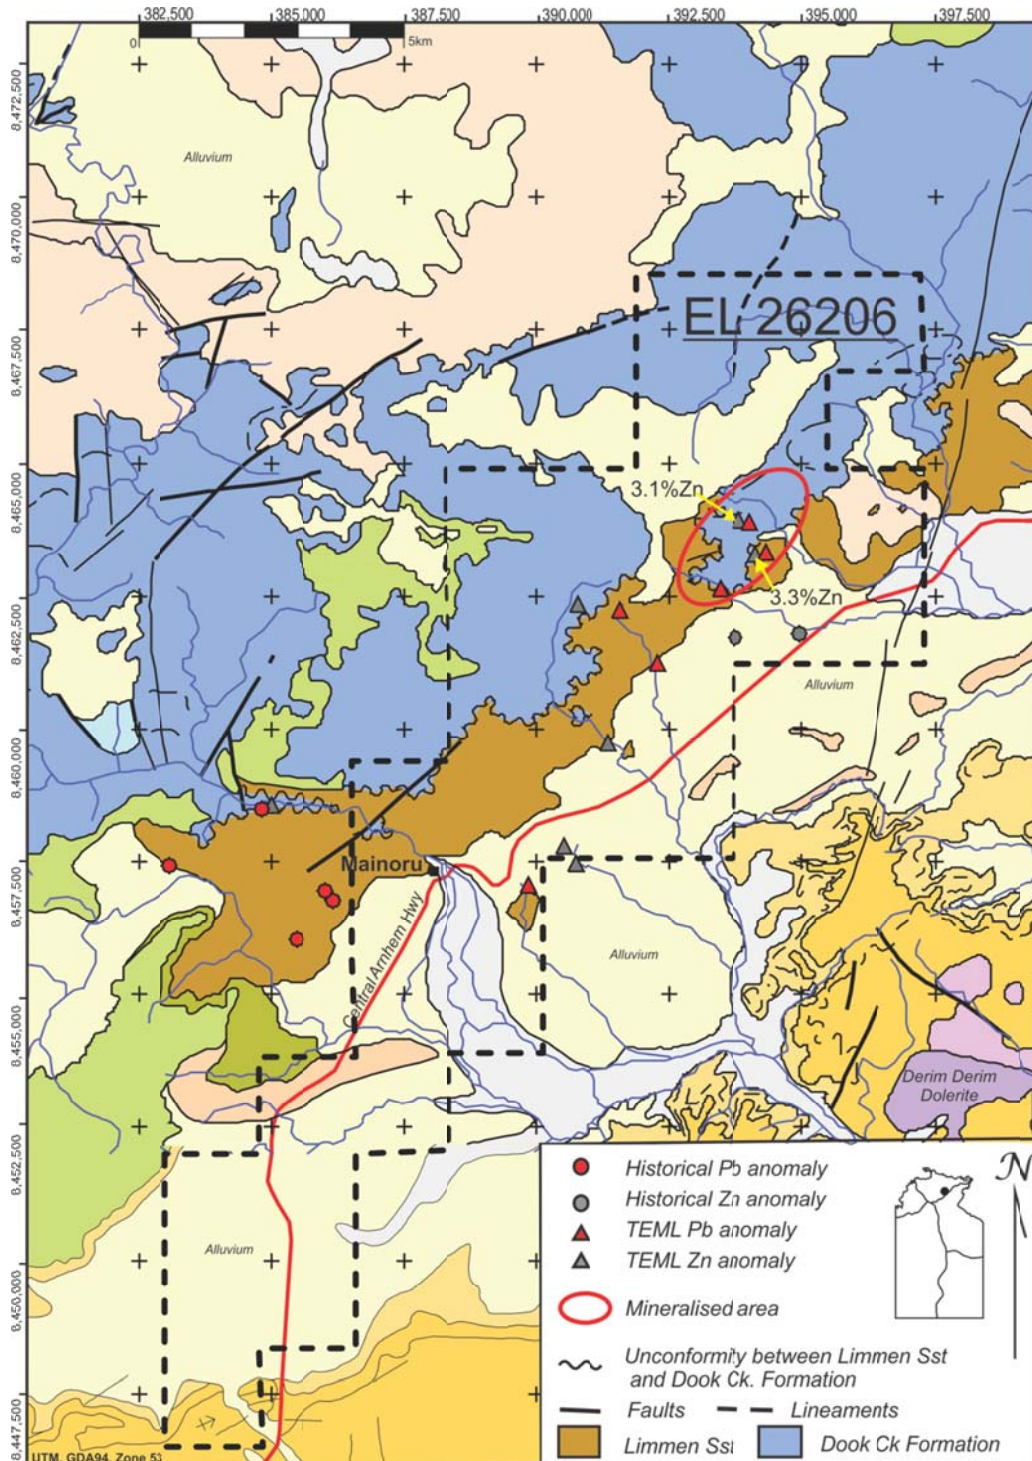 382,500 385,000 387,500 390,000 392,500 395,000 397,500
0 5km
8,472,500
Alluvium
8,470,000
EL 26206
8,467,500
8,465,000
3.1%Zn
3.3%Zn
8,462,500
Alluvium
8,460,000
Mainoru
8,457,500
Central Arnhem Hwy
Alluvium
8,455,000
Derim Derim
Dolerite
8,452,500
Alluvium
8,450,000
8,447,500
UTM, GDA94, Zone 53
N
Historical Pb anomaly
Historical Zn anomaly
TEML Pb anomaly
TEML Zn anomaly
Mineralised area
Unconformity between Limmen Sst
and Dook Ck. Formation
Faults Lineaments
Limmen Sst Dook Ck Formation